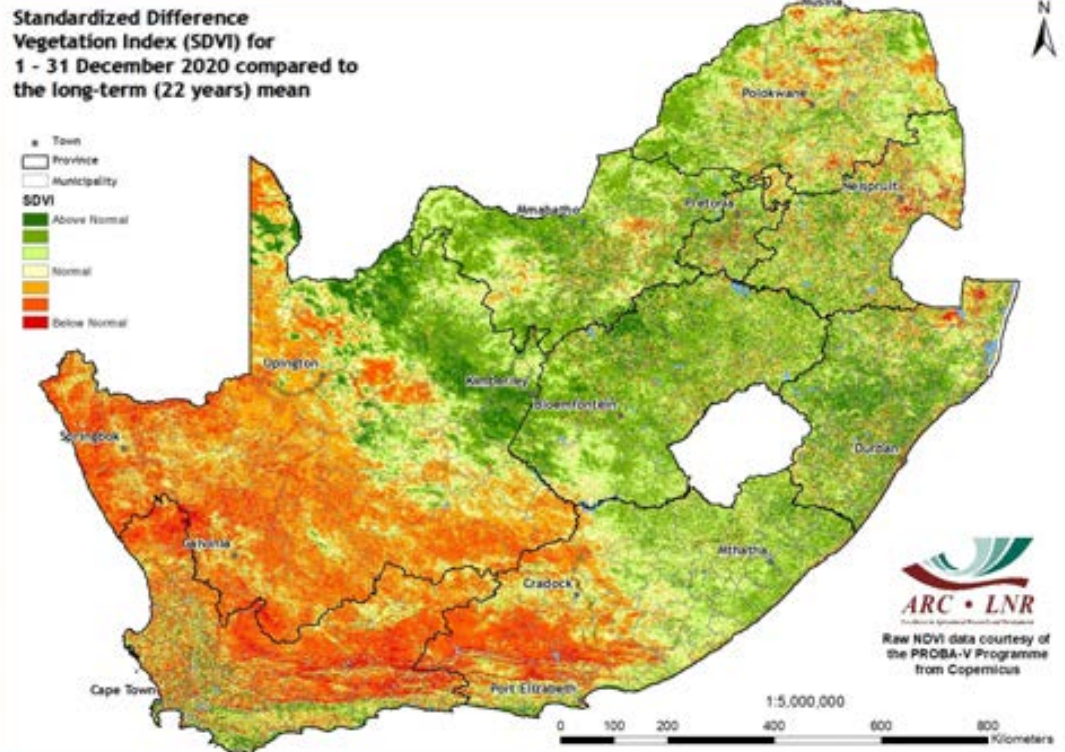 Standardized Difference
Vegetation Index (SDVI) for
1 - 31 December 2020 compared to
the long-term (22 years) mean
N
Musina
Town
Province
Municipality
SDVI
Above Normal
Normal
Below Normal
Polokwane
Nelspruit
Pretoria
Mmabatho
Upington
Kimberley
Bloemfontein
Springbok
Durban
Calvinia
Mthatha
Cradock
ARC • LNR
Raw NDVI data courtesy of
the PROBA-V Programme
from Copernicus
Cape Town
Port Elizabeth
1:5,000,000
0 100 200 400 600 800
Kilometers